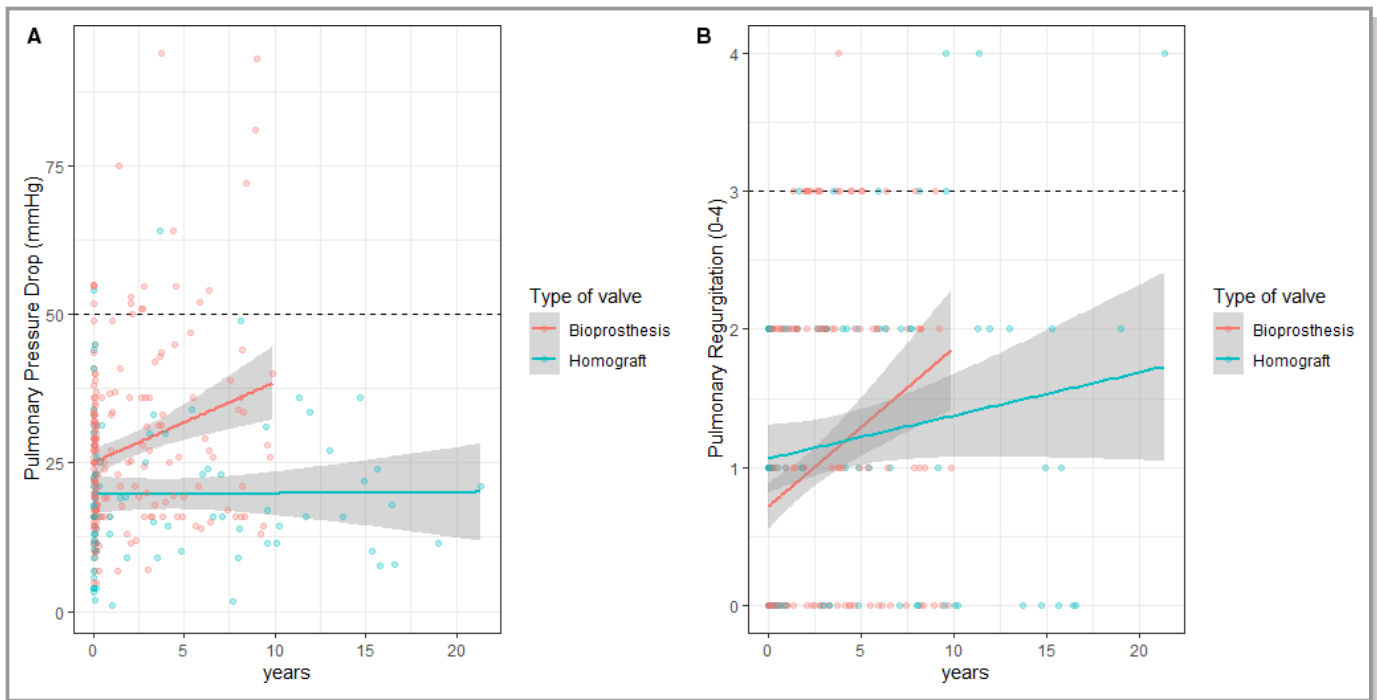 A
Pulmonary Pressure Drop (mmHg)
75
50
25
0
0 5 10 15 20
years
Type of valve
Bioprosthesis
Homograft
B
Pulmonary Regurgitation (0-4)
4
3
2
1
0
0 5 10 15 20
years
Type of valve
Bioprosthesis
Homograft